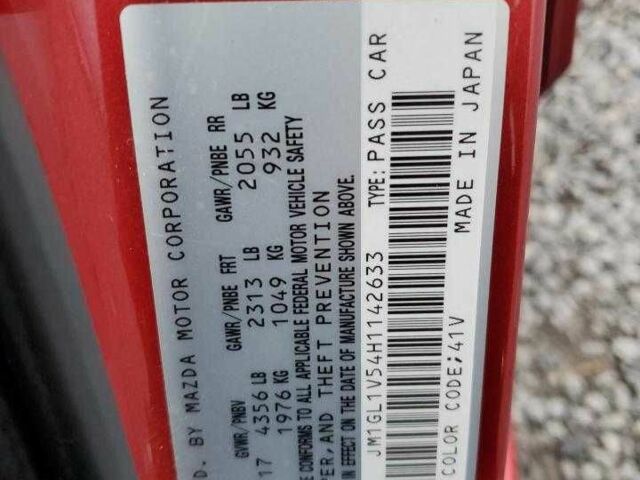 D. BY MAZDA MOTOR CORPORATION
GVWR/PNBV GAWR/PNBE FRT GAWR/PNBE RR
17 4356 LB 2313 LB 2055 LB
1976 KG 1049 KG 932 KG
CONFORMS TO ALL APPLICABLE FEDERAL MOTOR VEHICLE SAFETY
PER, AND THEFT PREVENTION
IN EFFECT ON THE DATE OF MANUFACTURE SHOWN ABOVE.
JM1GL1V54H1142633 TYPE: PASS CAR
COLOR CODE;41V MADE IN JAPAN